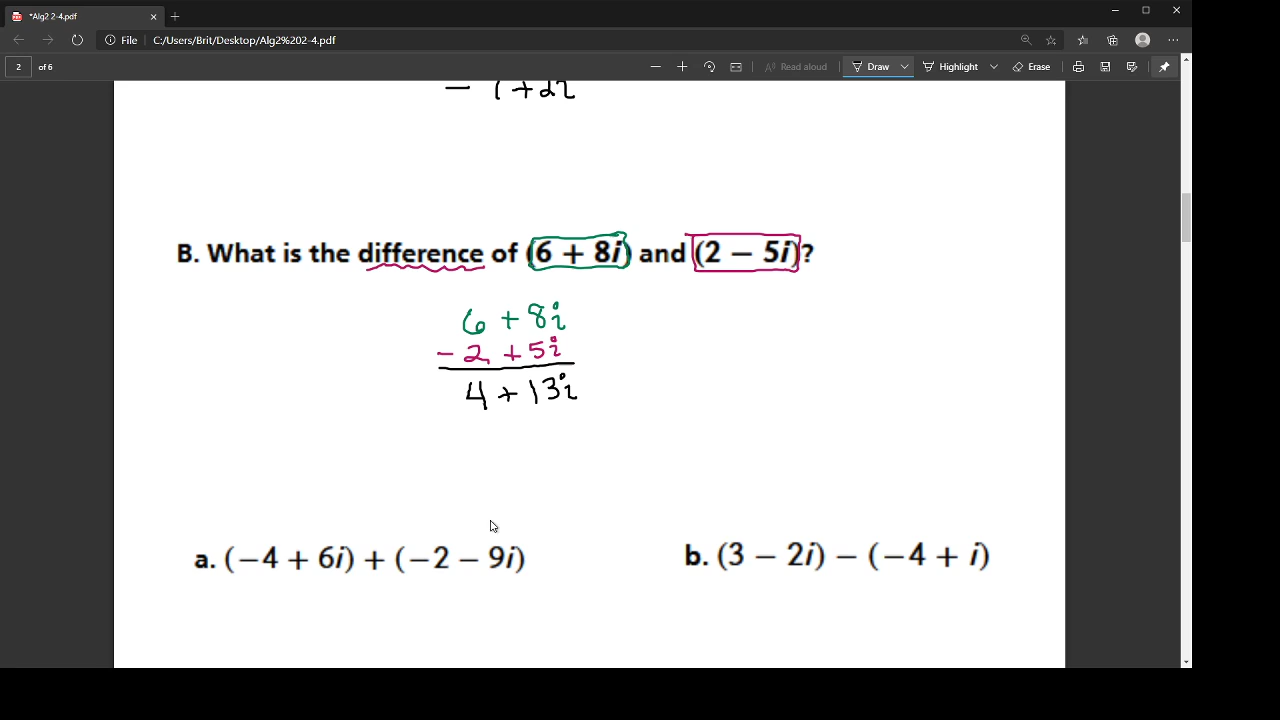 *Alg2 2-4.pdf
File C:/Users/Brit/Desktop/Alg2%202-4.pdf
2 of 6 Read aloud Draw Highlight Erase
- 7 + 2i
B. What is the difference of (6 + 8i) and (2 – 5i)?
6 + 8i
- 2 + 5i
4 + 13i
a. (–4 + 6i) + (–2 – 9i) b. (3 – 2i) – (–4 + i)